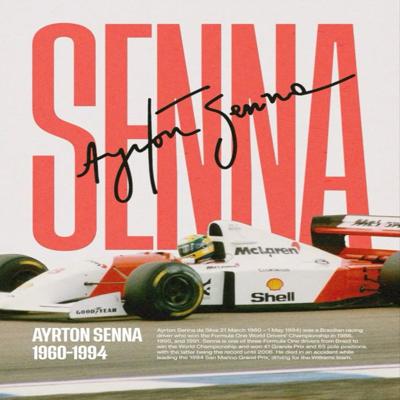 SENNA
Ayrton Senna
McLaren
Shell
GOODYEAR
AYRTON SENNA
1960-1994
Ayrton Senna da Silva 21 March 1960 – 1 May 1994) was a Brazilian racing
driver who won the Formula One World Drivers' Championship in 1988,
1990, and 1991. Senna is one of three Formula One drivers from Brazil to
win the World Championship and won 41 Grands Prix and 65 pole positions,
with the latter being the record until 2006. He died in an accident while
leading the 1994 San Marino Grand Prix, driving for the Williams team.